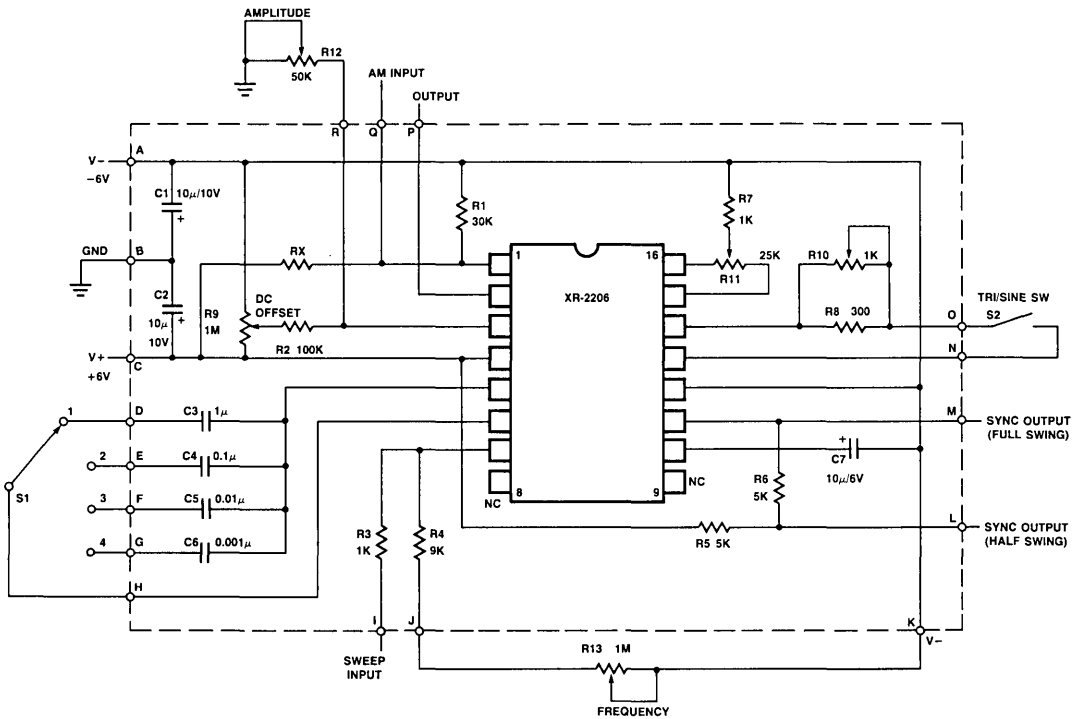 AMPLITUDE
R12
50K
AM INPUT
OUTPUT
R
Q
P
A
V−
−6V
C1 10μ/10V
+
R1
30K
R7
1K
GND
B
RX
1
16
25K
R11
R10
1K
C2
10μ
10V
+
R9
1M
DC
OFFSET
XR-2206
TRI/SINE SW
R8 300
O
S2
R2 100K
N
V+
+6V
C
1
D
C3
1μ
M
SYNC OUTPUT
(FULL SWING)
2
E
C4
0.1μ
+
C7
10μ/6V
S1
3
F
C5
0.01μ
8
NC
9
NC
R6
5K
4
G
C6
0.001μ
R3
1K
R4
9K
R5 5K
L
SYNC OUTPUT
(HALF SWING)
H
I
J
K
V−
SWEEP
INPUT
R13 1M
FREQUENCY